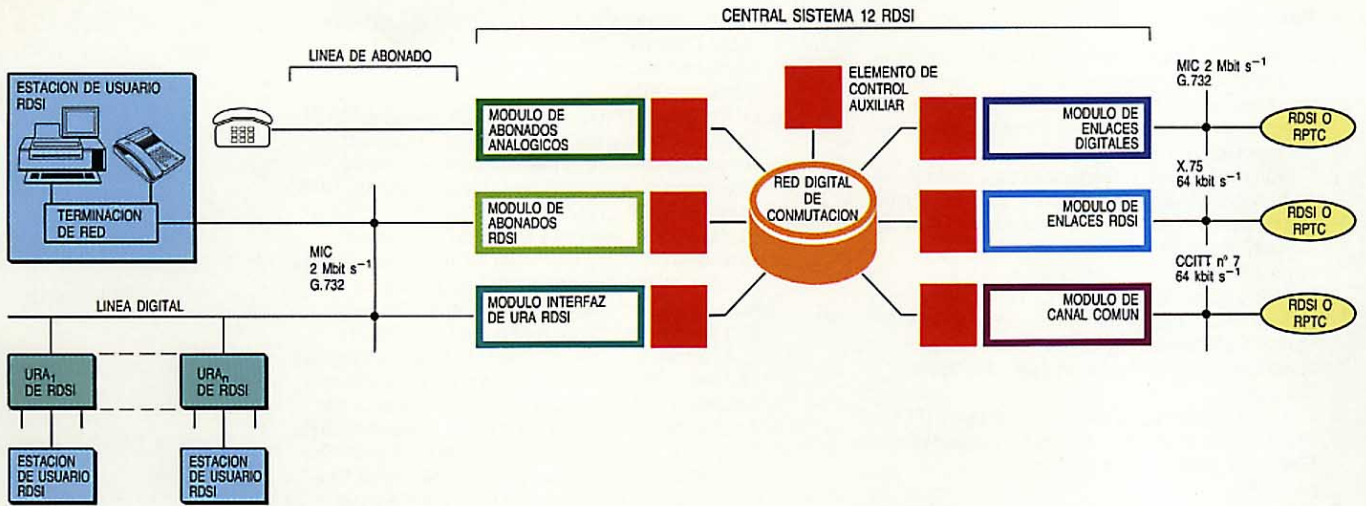 CENTRAL SISTEMA 12 RDSI
LINEA DE ABONADO
ESTACION DE USUARIO
RDSI
TERMINACION
DE RED
MODULO DE
ABONADOS
ANALOGICOS
ELEMENTO DE
CONTROL
AUXILIAR
MODULO DE
ENLACES
DIGITALES
MIC 2 Mbit s⁻¹
G.732
RDSI O
RPTC
MODULO DE
ABONADOS
RDSI
RED DIGITAL
DE
CONMUTACION
MODULO DE
ENLACES RDSI
X.75
64 kbit s⁻¹
RDSI O
RPTC
MIC
2 Mbit s⁻¹
G.732
MODULO INTERFAZ
DE URA RDSI
MODULO DE
CANAL COMUN
CCITT nº 7
64 kbit s⁻¹
RDSI O
RPTC
LINEA DIGITAL
URA₁
DE RDSI
URAₙ
DE RDSI
ESTACION
DE USUARIO
RDSI
ESTACION
DE USUARIO
RDSI